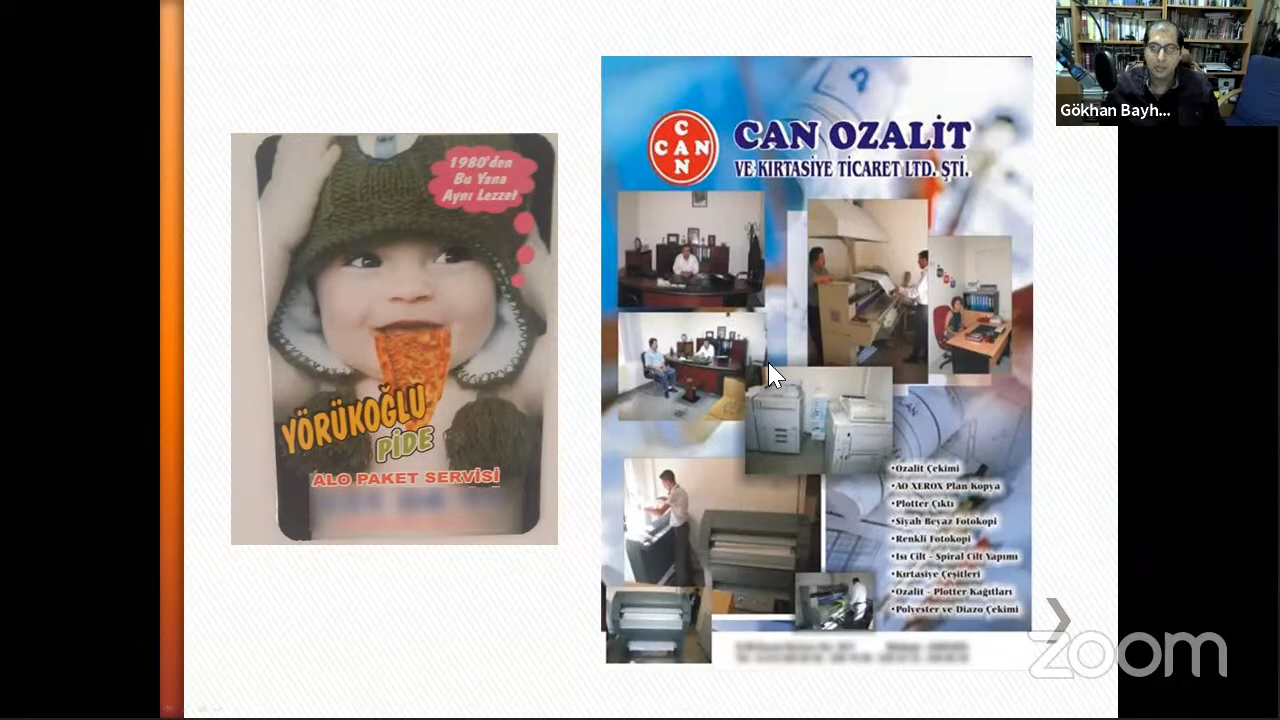 1980'den
Bu Yana
Aynı Lezzet
YÖRÜKOĞLU
PİDE
ALO PAKET SERVİSİ
CAN
CAN
CAN OZALİT
VE KIRTASİYE TİCARET LTD. ŞTİ.
•Ozalit Çekimi
•AO XEROX Plan Kopya
•Plotter Çıktı
•Siyah Beyaz Fotokopi
•Renkli Fotokopi
•Isı Cilt - Spiral Cilt Yapımı
•Kırtasiye Çeşitleri
•Ozalit - Plotter Kağıtları
•Polyester ve Diazo Çekimi
Gökhan Bayh...
zoom